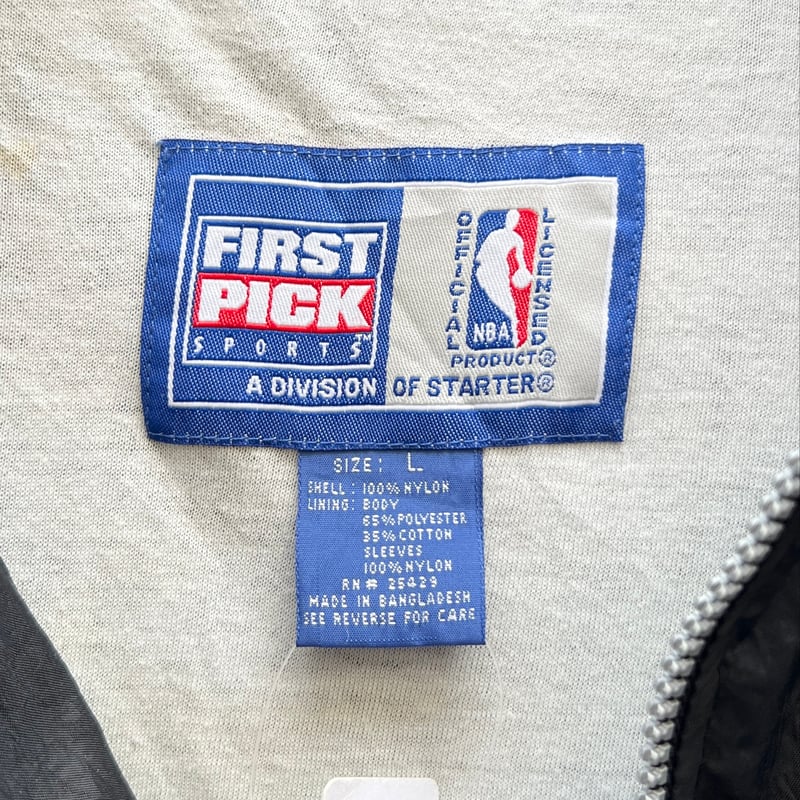 FIRST
PICK
SPORTS™
A DIVISION OF STARTER®
OFFICIAL
NBA
LICENSED
PRODUCT®
SIZE: L
SHELL: 100% NYLON
LINING: BODY
65% POLYESTER
35% COTTON
SLEEVES
100% NYLON
RN # 25429
MADE IN BANGLADESH
SEE REVERSE FOR CARE